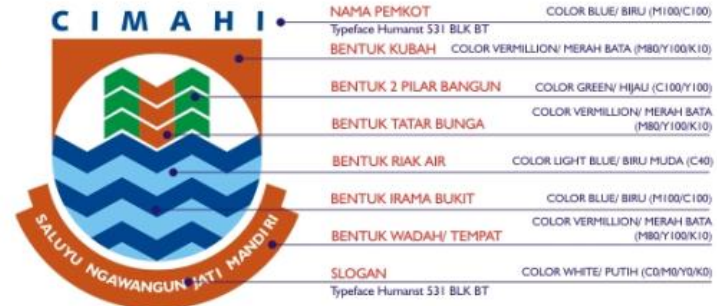 CIMAHI
NAMA PEMKOT COLOR BLUE/ BIRU (M100/C100)
Typeface Humanst 531 BLK BT
BENTUK KUBAH COLOR VERMILLION/ MERAH BATA (M80/Y100/K10)
BENTUK 2 PILAR BANGUN COLOR GREEN/ HIJAU (C100/Y100)
BENTUK TATAR BUNGA COLOR VERMILLION/ MERAH BATA
(M80/Y100/K10)
BENTUK RIAK AIR COLOR LIGHT BLUE/ BIRU MUDA (C40)
BENTUK IRAMA BUKIT COLOR BLUE/ BIRU (M100/C100)
BENTUK WADAH/ TEMPAT COLOR VERMILLION/ MERAH BATA
(M80/Y100/K10)
SALUYU NGAWANGUN JATI MANDIRI
SLOGAN COLOR WHITE/ PUTIH (C0/M0/Y0/K0)
Typeface Humanst 531 BLK BT